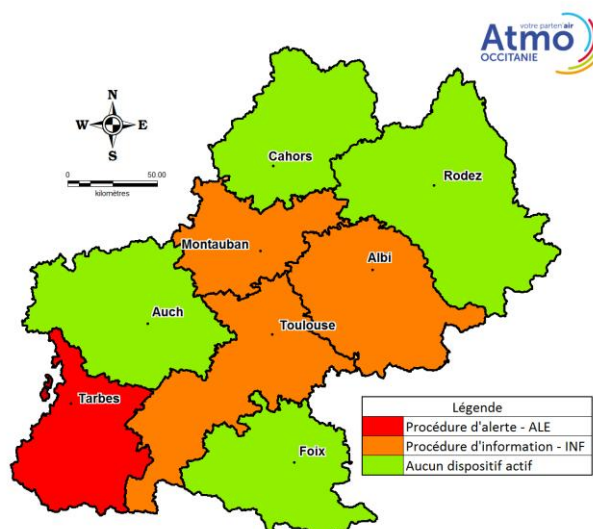 votre parten'air
Atmo
OCCITANIE
N
W E
S
0 50.00
kilomètres
Cahors
Rodez
Montauban
Albi
Auch
Toulouse
Tarbes
Foix
Légende
Procédure d'alerte - ALE
Procédure d'information - INF
Aucun dispositif actif